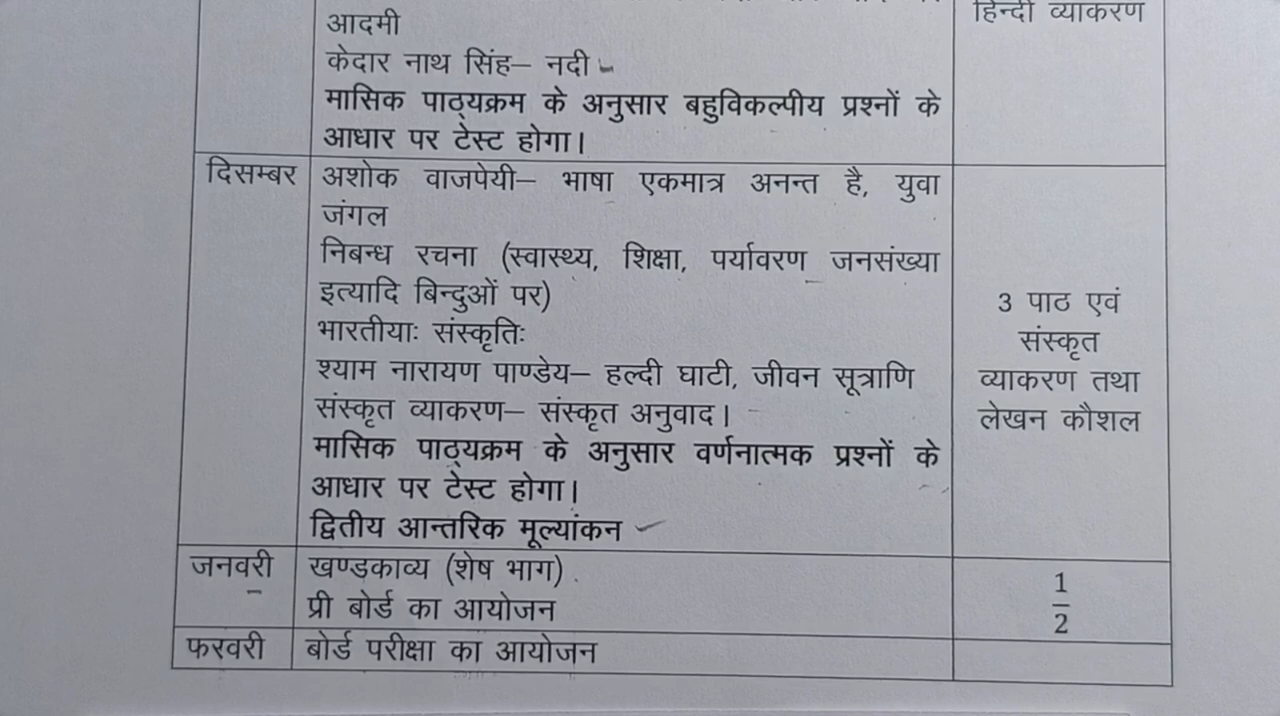 आदमी
हिन्दी व्याकरण
केदार नाथ सिंह– नदी
मासिक पाठ्यक्रम के अनुसार बहुविकल्पीय प्रश्नों के
आधार पर टेस्ट होगा।
दिसम्बर
अशोक वाजपेयी– भाषा एकमात्र अनन्त है, युवा
जंगल
निबन्ध रचना (स्वास्थ्य, शिक्षा, पर्यावरण जनसंख्या
इत्यादि बिन्दुओं पर)
भारतीयाः संस्कृतिः
श्याम नारायण पाण्डेय– हल्दी घाटी, जीवन सूत्राणि
संस्कृत व्याकरण– संस्कृत अनुवाद।
मासिक पाठ्यक्रम के अनुसार वर्णनात्मक प्रश्नों के
आधार पर टेस्ट होगा।
द्वितीय आन्तरिक मूल्यांकन
3 पाठ एवं
संस्कृत
व्याकरण तथा
लेखन कौशल
जनवरी
खण्डकाव्य (शेष भाग)
प्री बोर्ड का आयोजन
1
2
फरवरी
बोर्ड परीक्षा का आयोजन